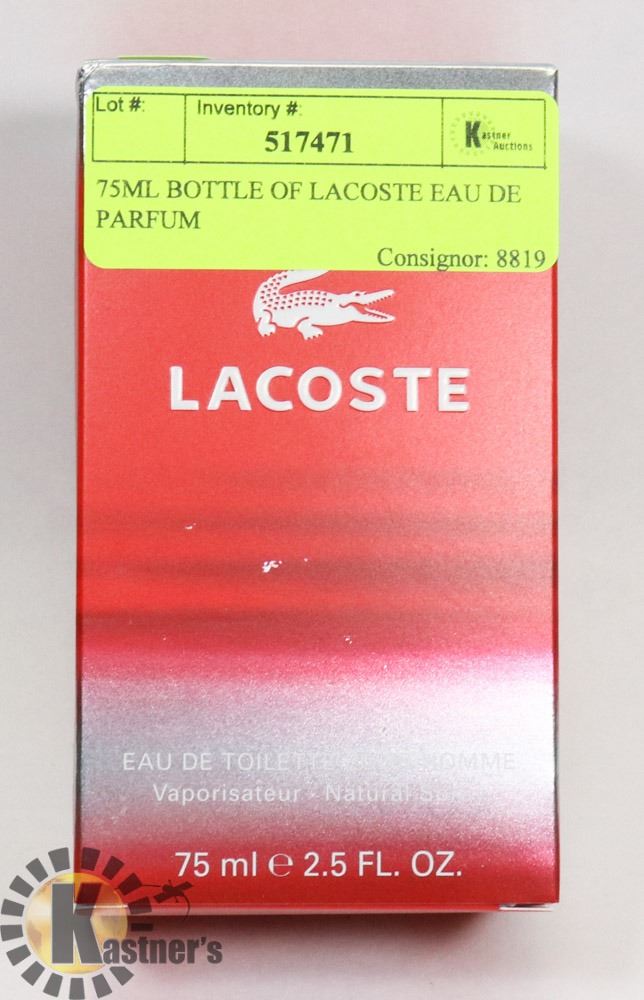 Lot #:
Inventory #:
517471
Kastner
Auctions
75ML BOTTLE OF LACOSTE EAU DE
PARFUM
Consignor: 8819
LACOSTE
EAU DE TOILETTE HOMME
Vaporisateur - Natural
75 ml ℮ 2.5 FL. OZ.
Kastner's